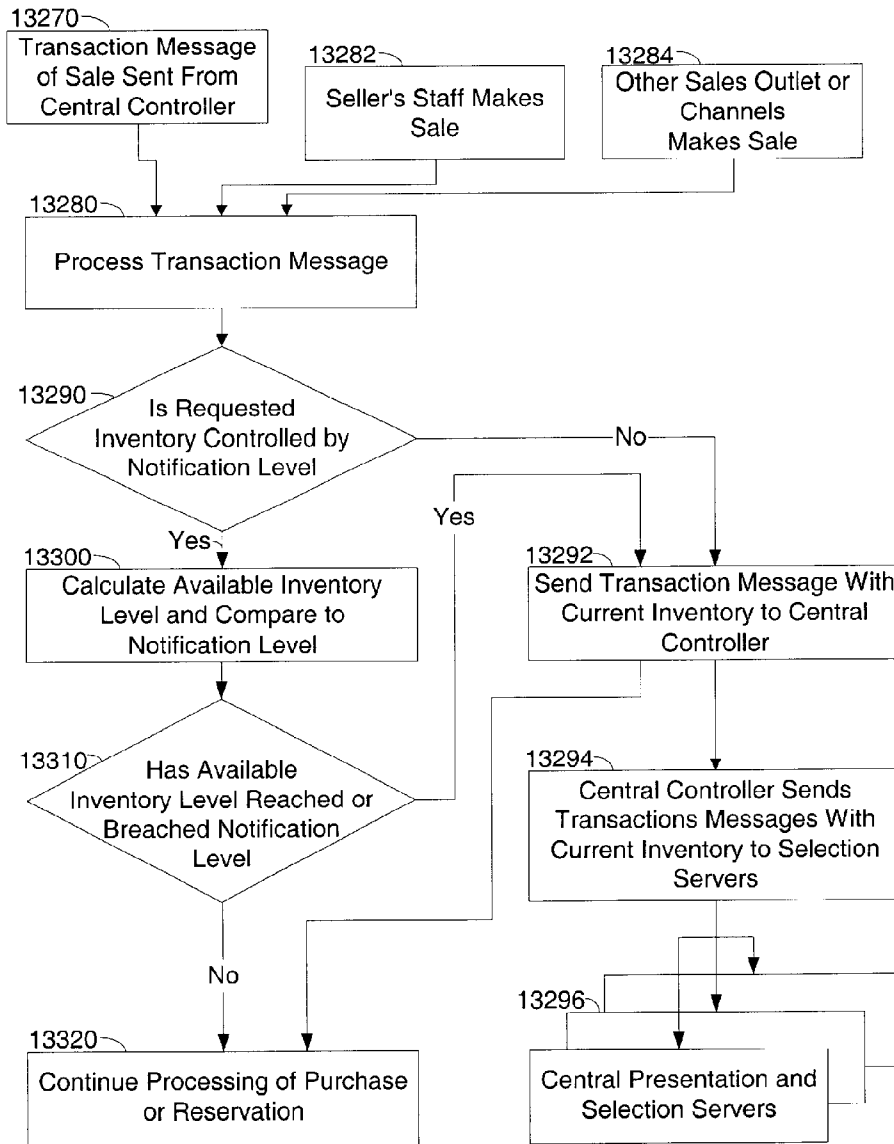 13270
Transaction Message
of Sale Sent From
Central Controller
13282
Seller's Staff Makes
Sale
13284
Other Sales Outlet or
Channels
Makes Sale
13280
Process Transaction Message
13290
Is Requested
Inventory Controlled by
Notification Level
No
Yes
Yes
13300
Calculate Available Inventory
Level and Compare to
Notification Level
13292
Send Transaction Message With
Current Inventory to Central
Controller
13310
Has Available
Inventory Level Reached or
Breached Notification
Level
13294
Central Controller Sends
Transactions Messages With
Current Inventory to Selection
Servers
No
13296
Central Presentation and
Selection Servers
13320
Continue Processing of Purchase
or Reservation